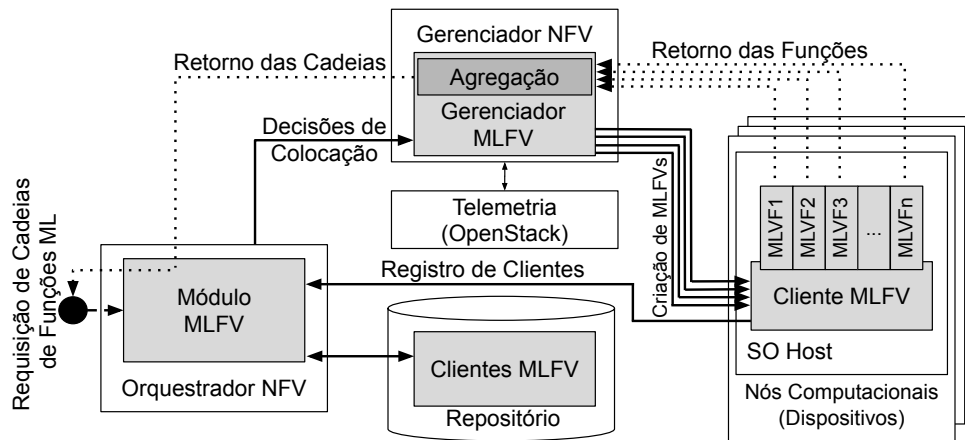 Gerenciador NFV
Retorno das Cadeias
Retorno das Funções
Agregação
Gerenciador
MLFV
Decisões de
Colocação
Criação de MLFVs
Telemetria
(OpenStack)
MLVF1
MLVF2
MLVF3
...
MLVFn
Cliente MLFV
SO Host
Nós Computacionais
(Dispositivos)
Registro de Clientes
Requisição de Cadeias
de Funções ML
Módulo
MLFV
Orquestrador NFV
Clientes MLFV
Repositório